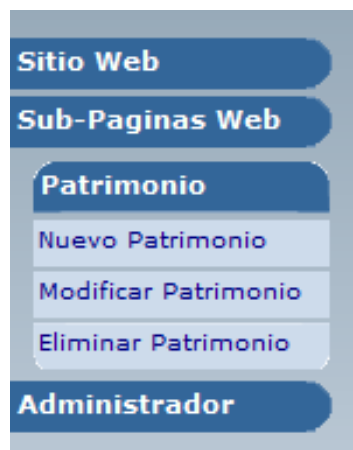 Sitio Web
Sub-Paginas Web
Patrimonio
Nuevo Patrimonio
Modificar Patrimonio
Eliminar Patrimonio
Administrador